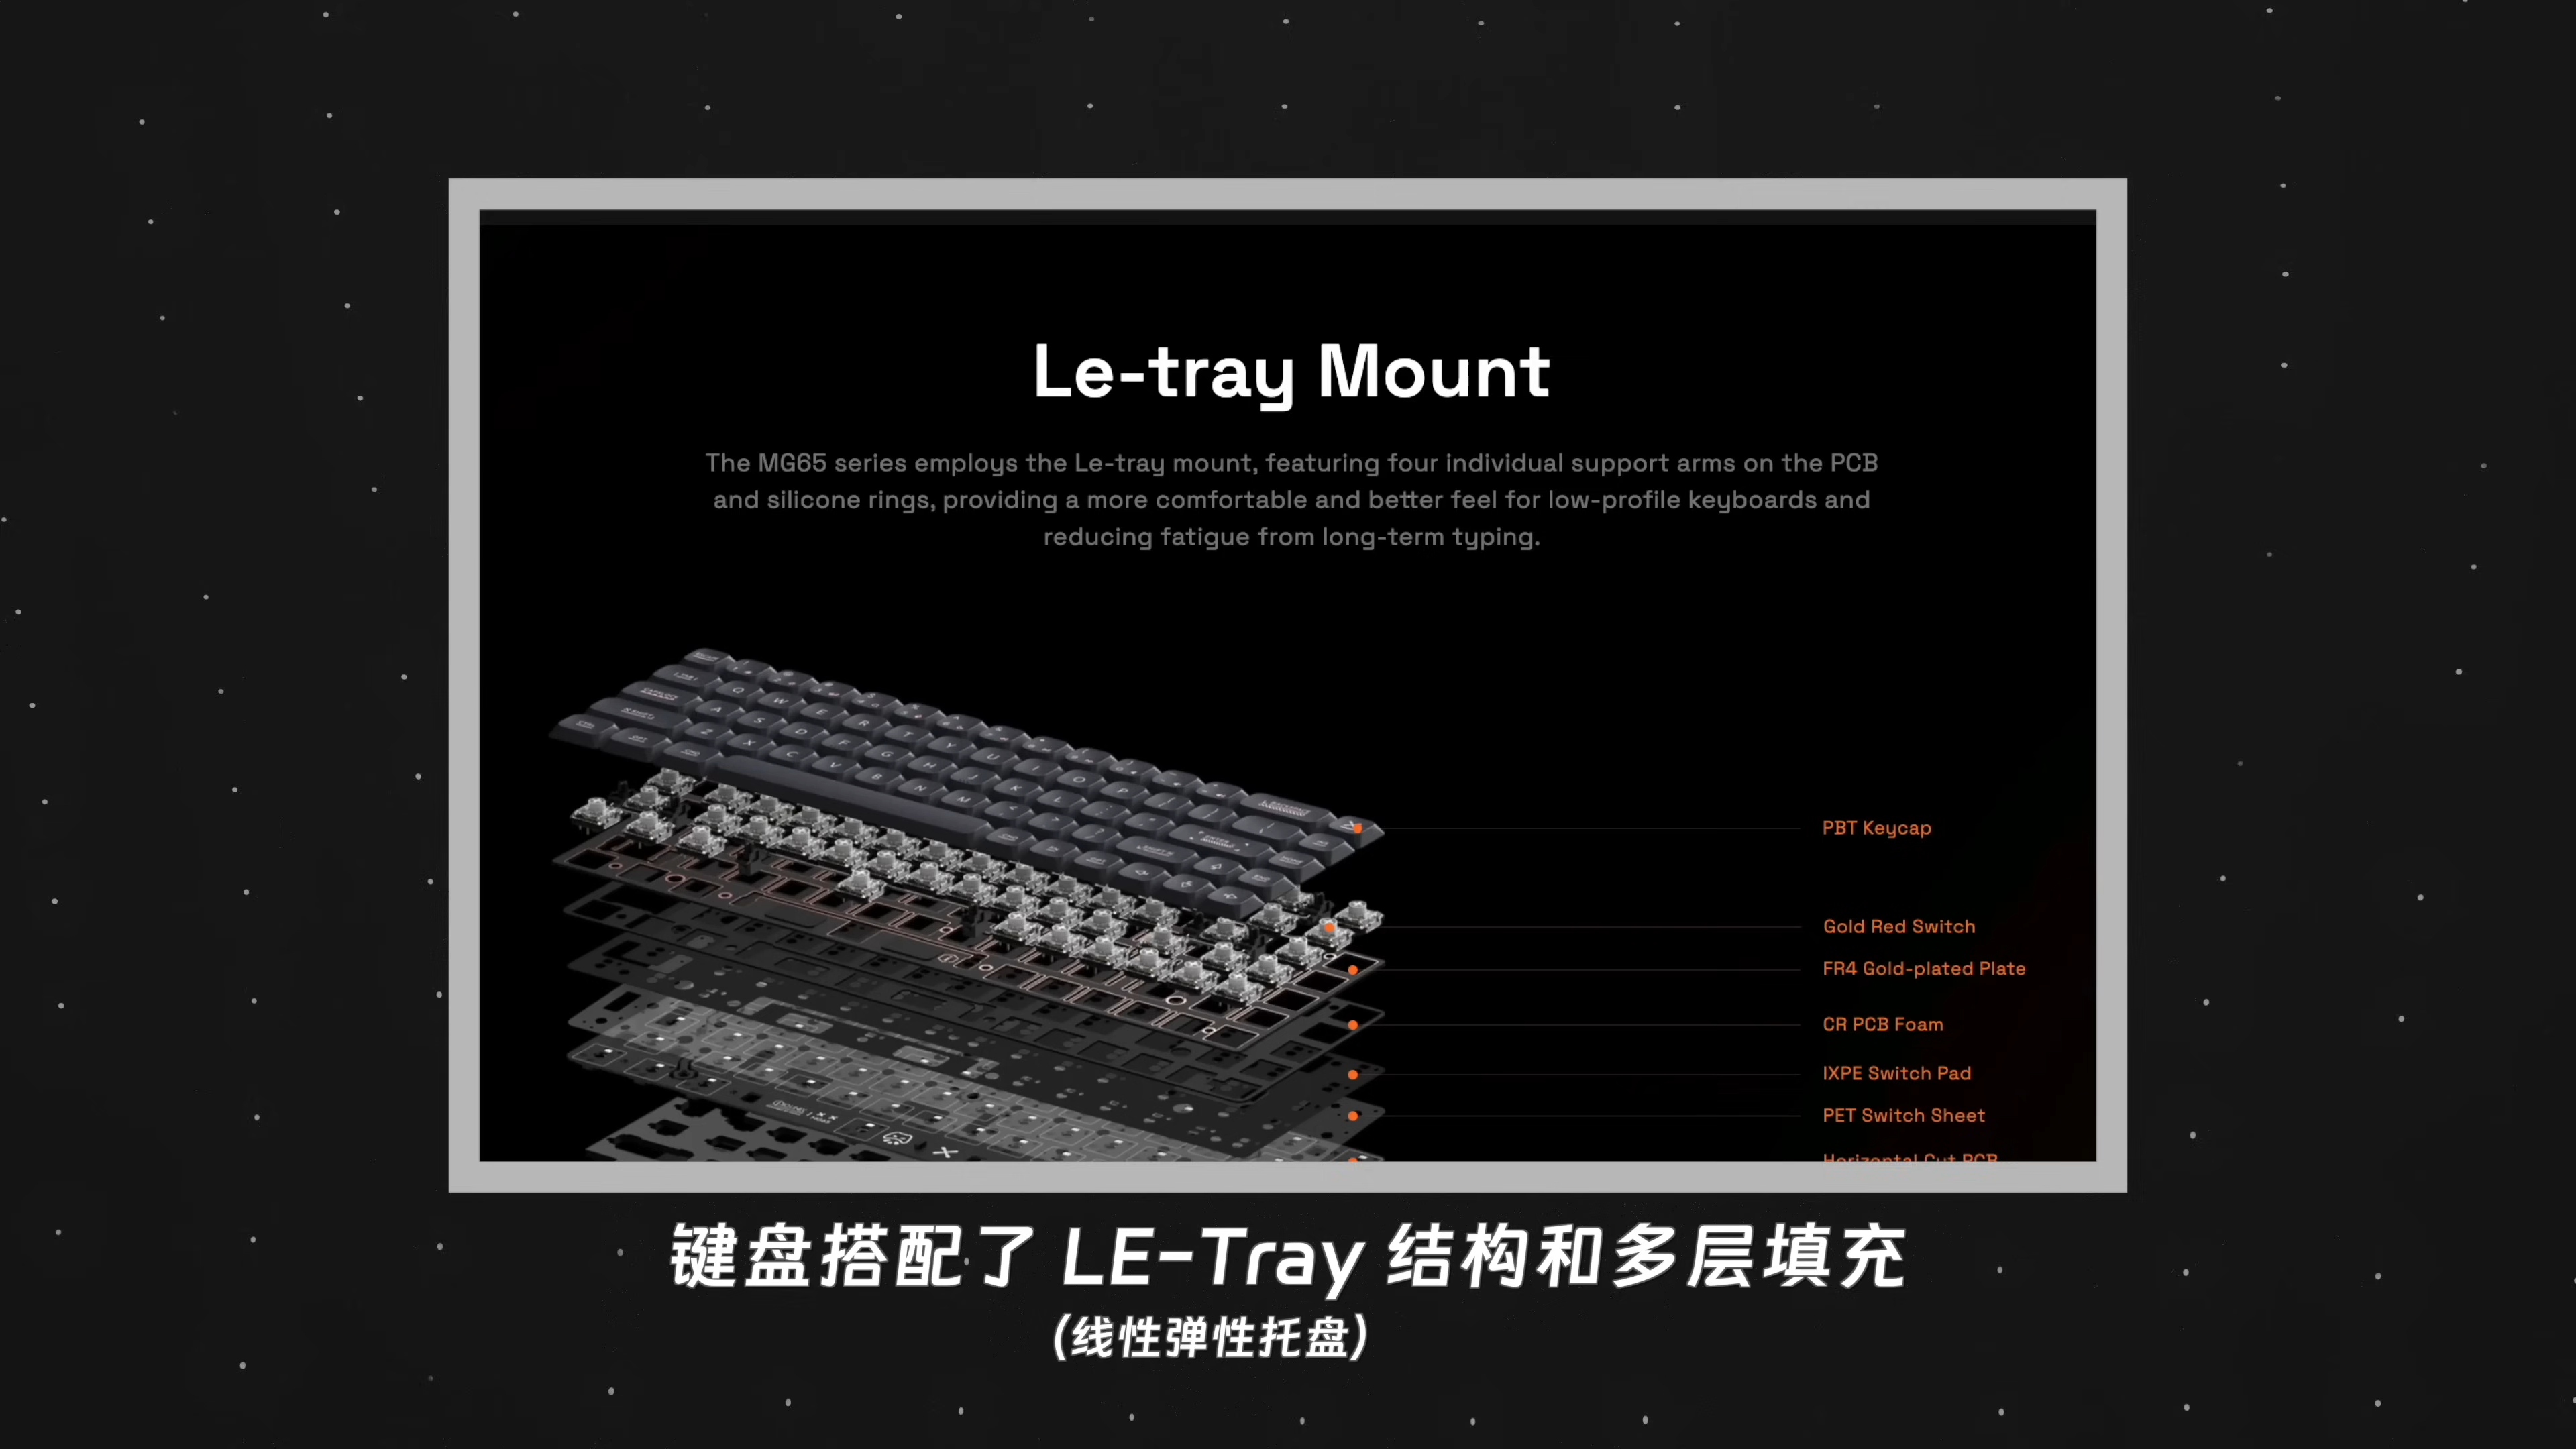 Le-tray Mount
The MG65 series employs the Le-tray mount, featuring four individual support arms on the PCB
and silicone rings, providing a more comfortable and better feel for low-profile keyboards and
reducing fatigue from long-term typing.
PBT Keycap
Gold Red Switch
FR4 Gold-plated Plate
CR PCB Foam
IXPE Switch Pad
PET Switch Sheet
Horizontal Cut PCB
键盘搭配了 LE-Tray 结构和多层填充
(线性弹性托盘)